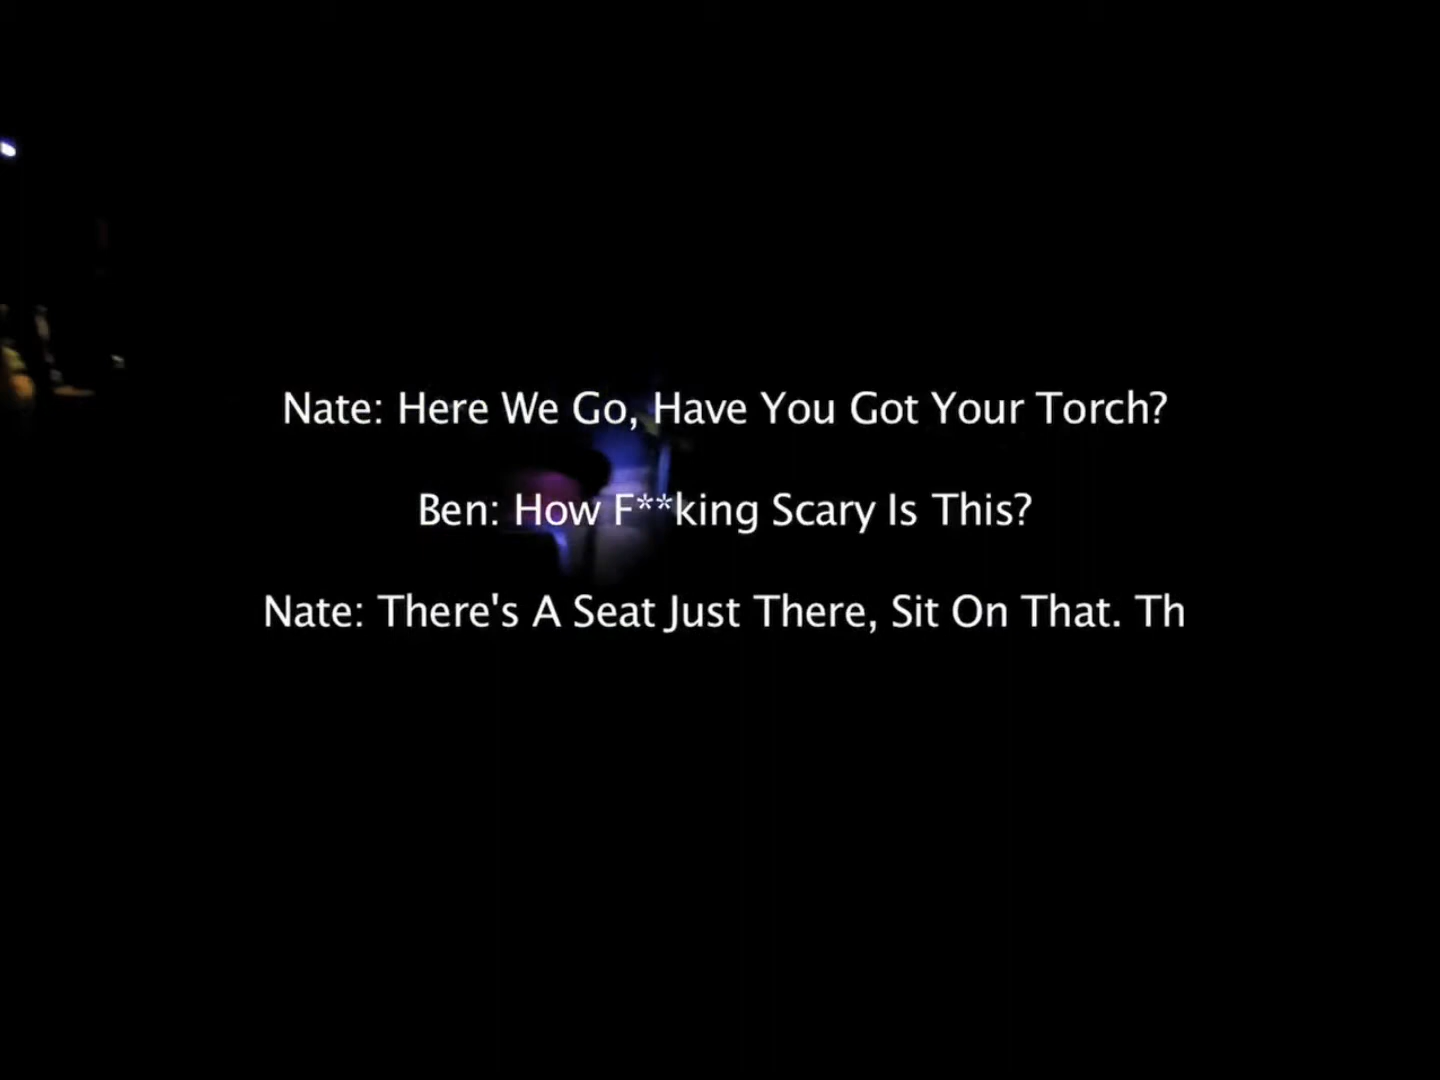 Nate: Here We Go, Have You Got Your Torch?
Ben: How F**king Scary Is This?
Nate: There's A Seat Just There, Sit On That. Th